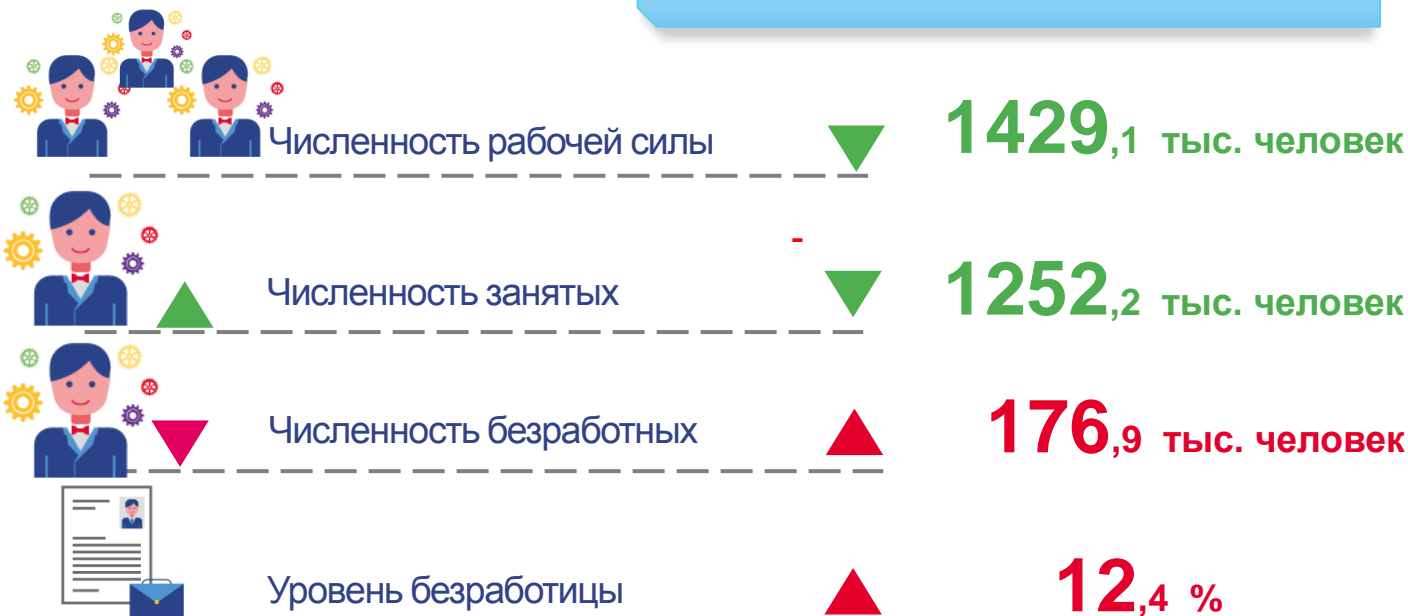 Численность рабочей силы 1429,1 тыс. человек
-
Численность занятых 1252,2 тыс. человек
Численность безработных 176,9 тыс. человек
Уровень безработицы 12,4 %